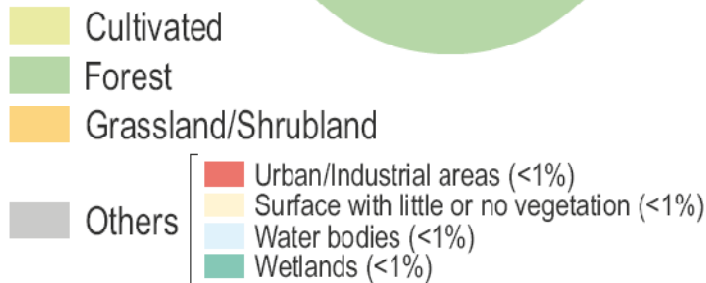 Cultivated
Forest
Grassland/Shrubland
Others
Urban/Industrial areas (<1%)
Surface with little or no vegetation (<1%)
Water bodies (<1%)
Wetlands (<1%)